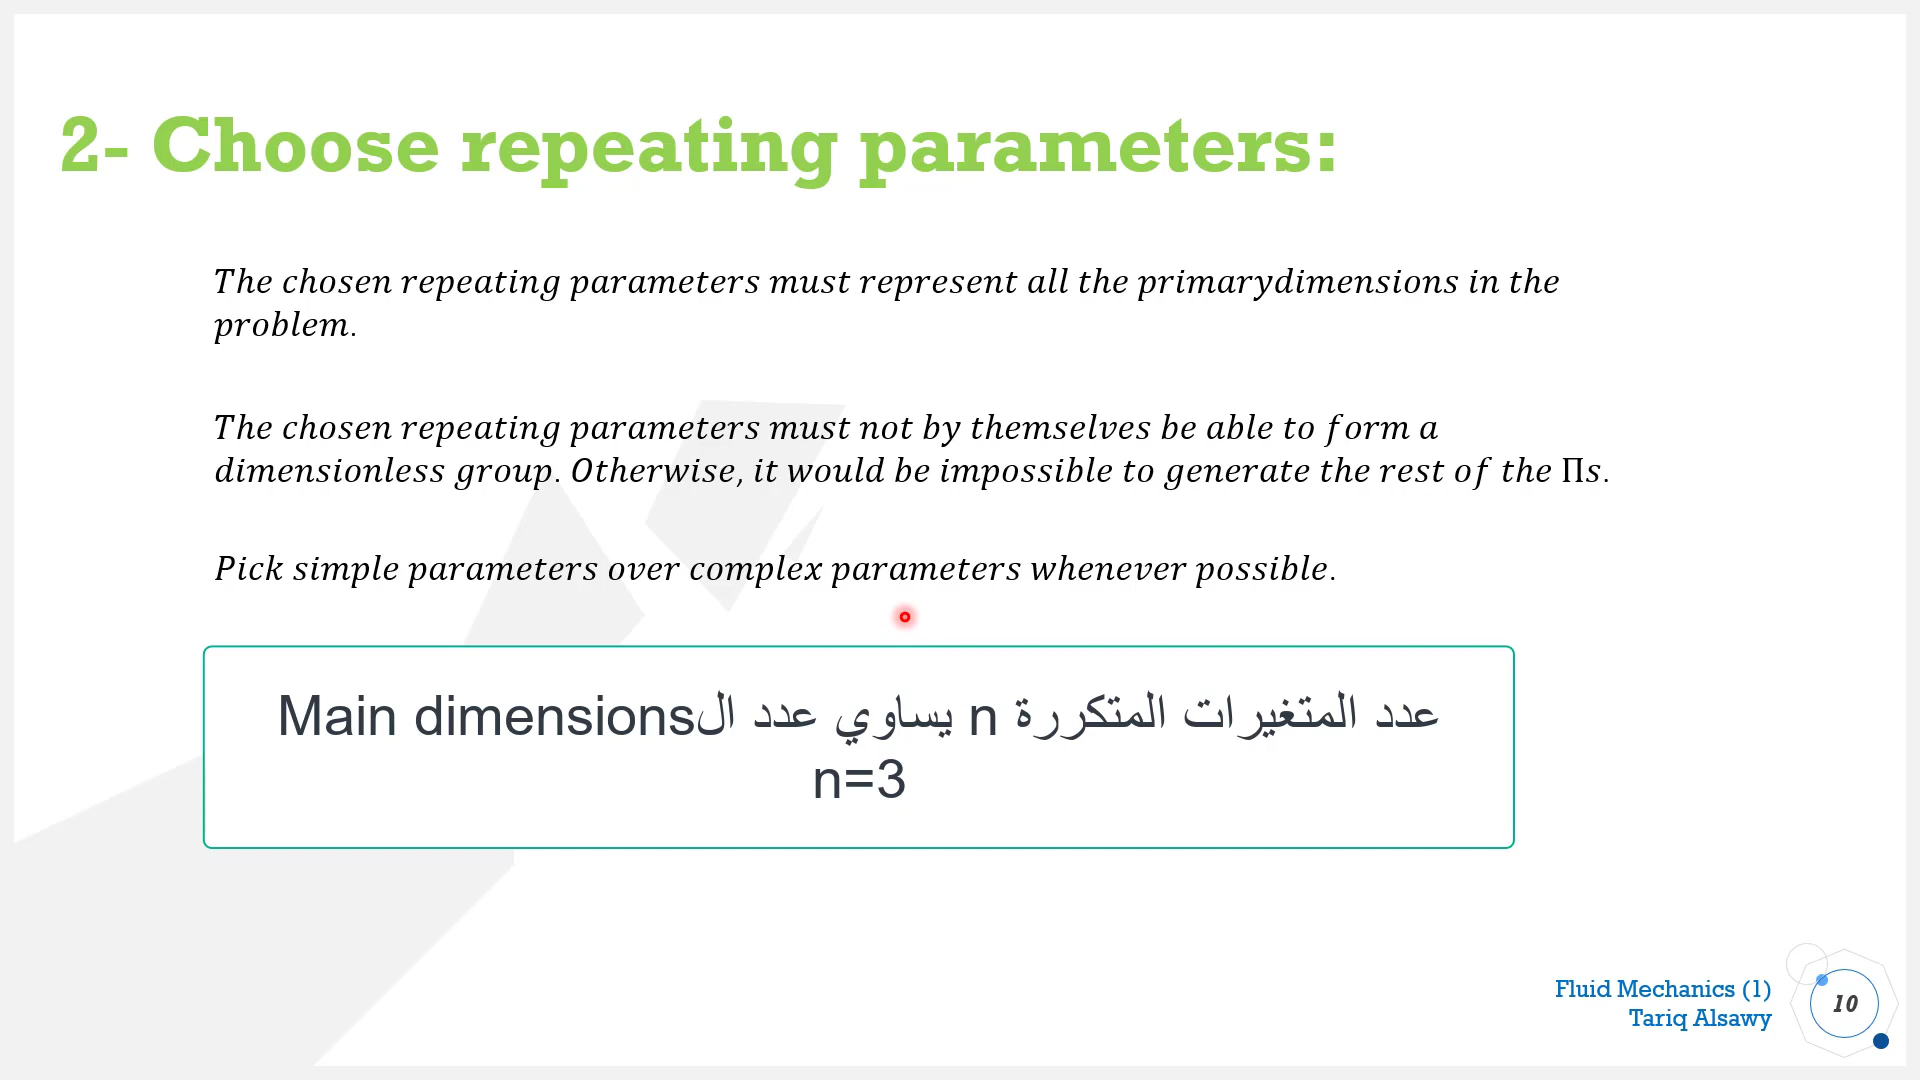 2- Choose repeating parameters:
The chosen repeating parameters must represent all the primarydimensions in the
problem.
The chosen repeating parameters must not by themselves be able to form a
dimensionless group. Otherwise, it would be impossible to generate the rest of the Πs.
Pick simple parameters over complex parameters whenever possible.
عدد المتغيرات المتكررة n يساوي عدد الMain dimensions
n=3
Fluid Mechanics (1)
Tariq Alsawy
10